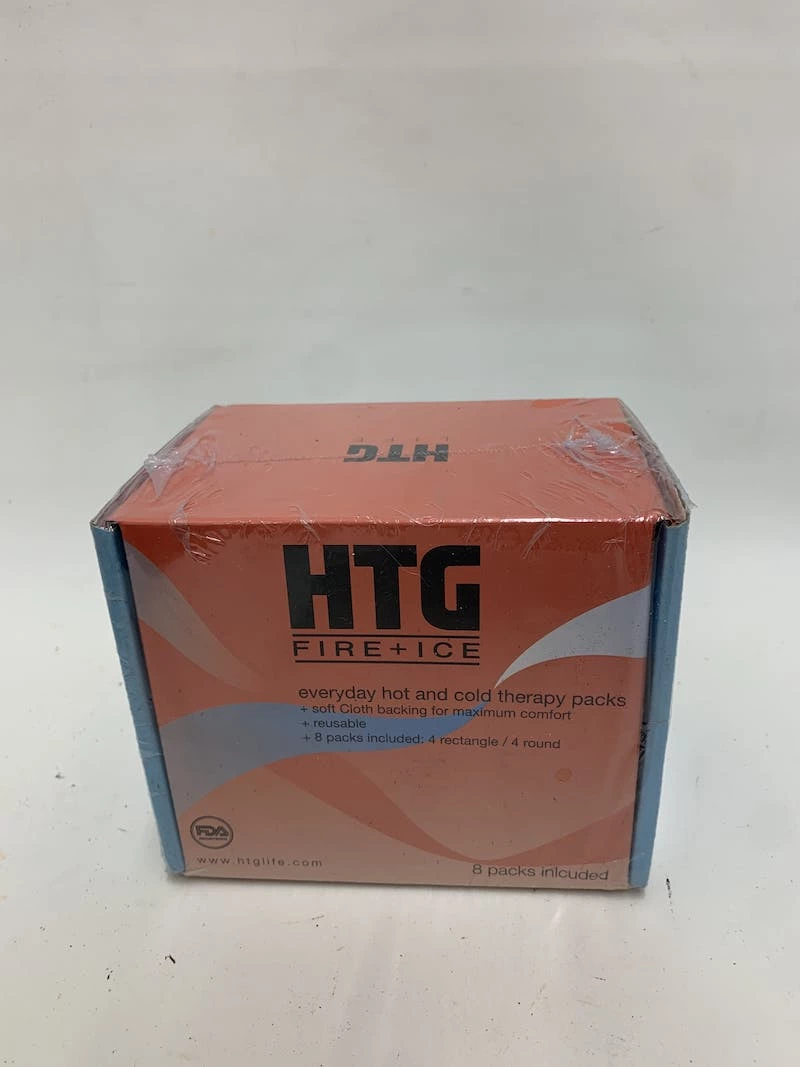 HTG
HTG
FIRE+ICE
everyday hot and cold therapy packs
+ soft Cloth backing for maximum comfort
+ reusable
+ 8 packs included: 4 rectangle / 4 round
FDA
www.htglife.com
8 packs inlcuded